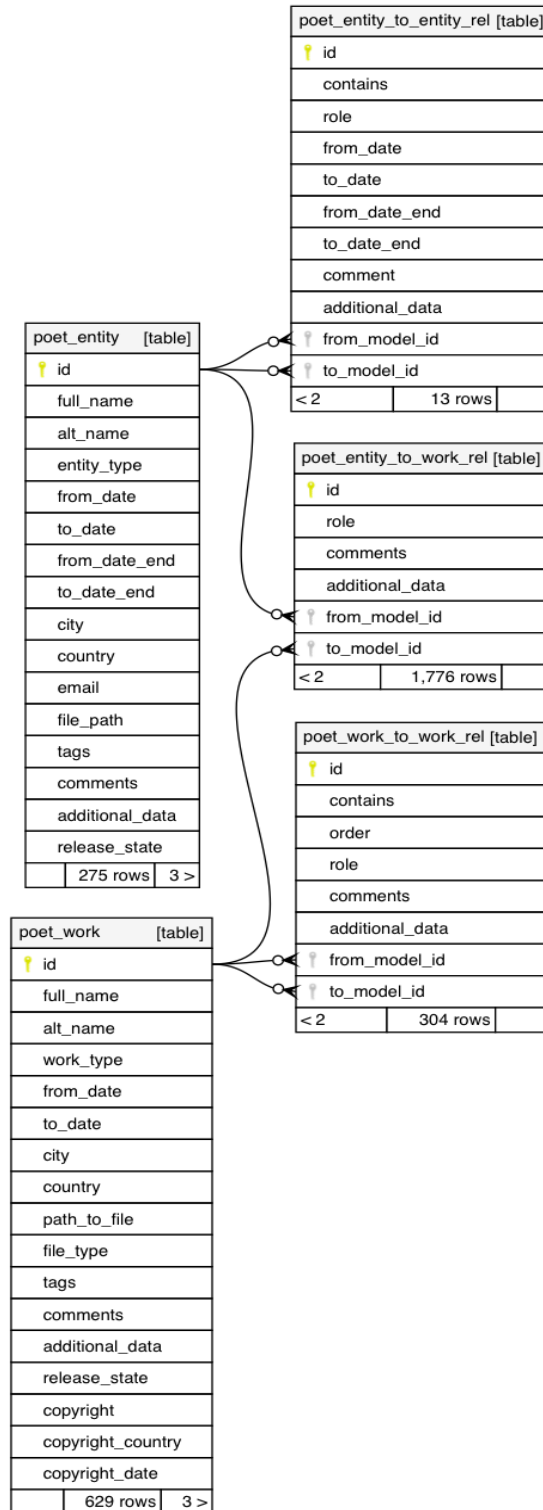 poet_entity_to_entity_rel [table]
id
contains
role
from_date
to_date
from_date_end
to_date_end
comment
additional_data
from_model_id
to_model_id
< 2 13 rows
poet_entity [table]
id
full_name
alt_name
entity_type
from_date
to_date
from_date_end
to_date_end
city
country
email
file_path
tags
comments
additional_data
release_state
275 rows 3 >
poet_entity_to_work_rel [table]
id
role
comments
additional_data
from_model_id
to_model_id
< 2 1,776 rows
poet_work_to_work_rel [table]
id
contains
order
role
comments
additional_data
from_model_id
to_model_id
< 2 304 rows
poet_work [table]
id
full_name
alt_name
work_type
from_date
to_date
city
country
path_to_file
file_type
tags
comments
additional_data
release_state
copyright
copyright_country
copyright_date
629 rows 3 >